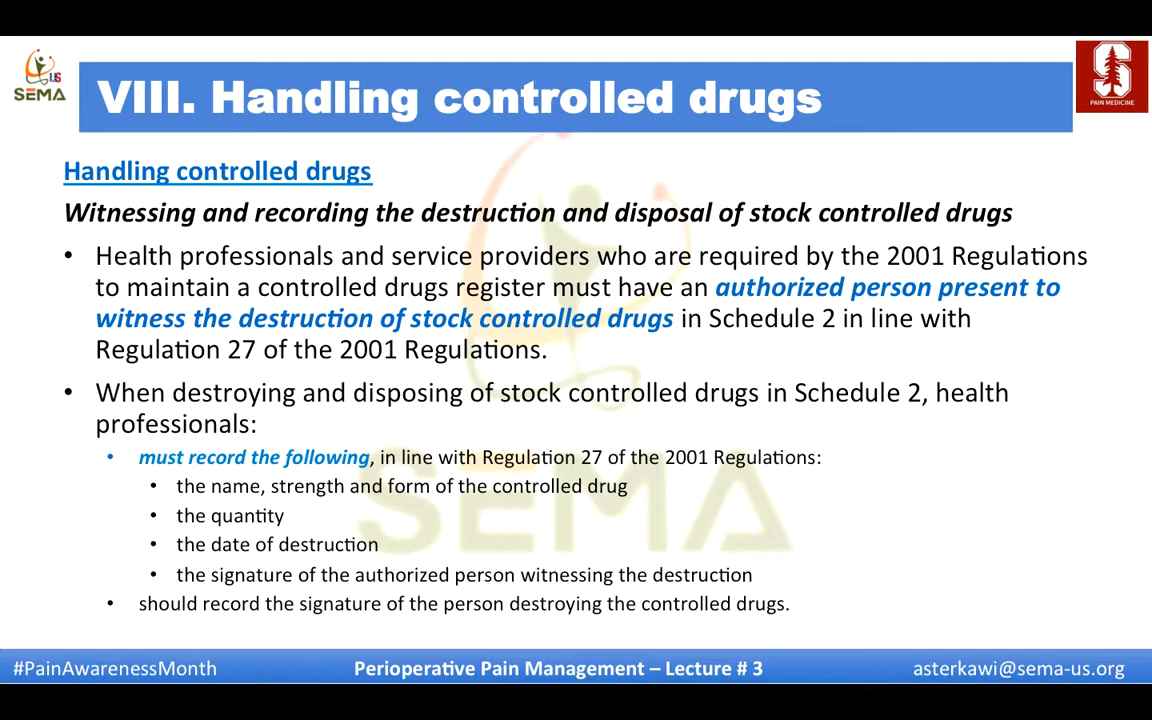 US
SEMA
VIII. Handling controlled drugs
S
PAIN MEDICINE
Handling controlled drugs
Witnessing and recording the destruction and disposal of stock controlled drugs
• Health professionals and service providers who are required by the 2001 Regulations
to maintain a controlled drugs register must have an authorized person present to
witness the destruction of stock controlled drugs in Schedule 2 in line with
Regulation 27 of the 2001 Regulations.
• When destroying and disposing of stock controlled drugs in Schedule 2, health
professionals:
• must record the following, in line with Regulation 27 of the 2001 Regulations:
• the name, strength and form of the controlled drug
• the quantity
• the date of destruction
• the signature of the authorized person witnessing the destruction
• should record the signature of the person destroying the controlled drugs.
SEMA
#PainAwarenessMonth
Perioperative Pain Management – Lecture # 3
asterkawi@sema-us.org